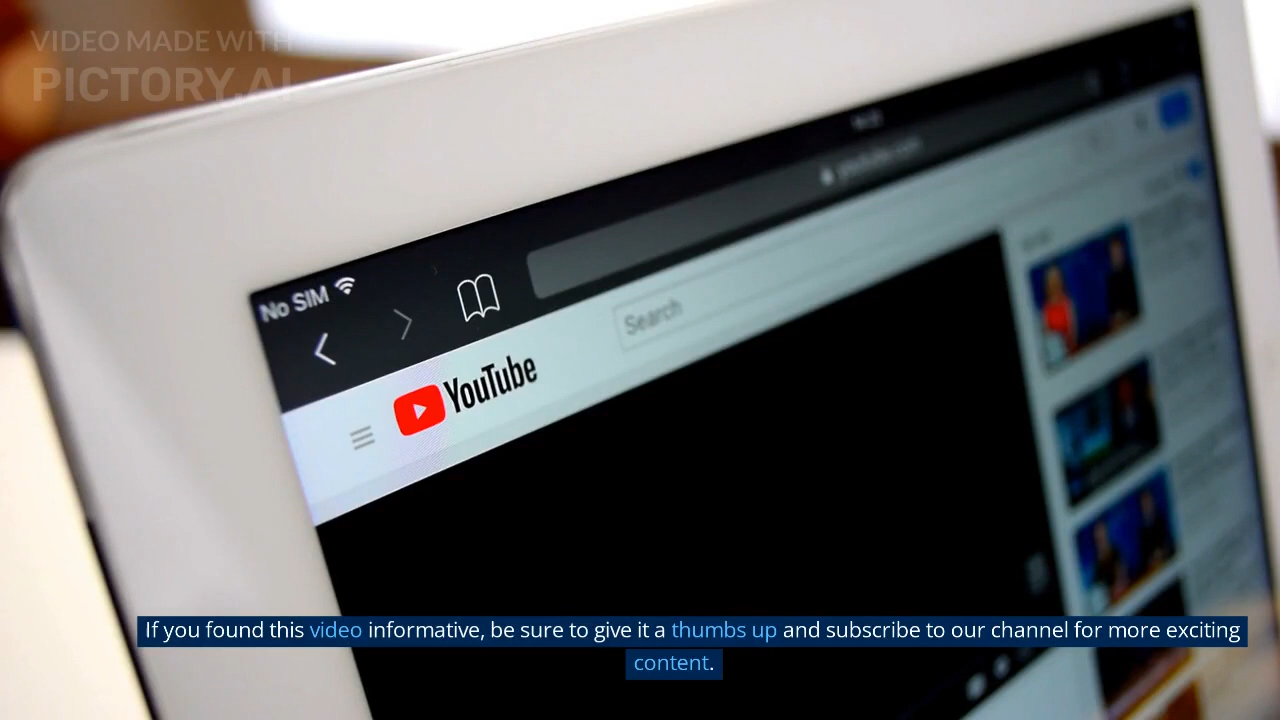 VIDEO MADE WITH
PICTORY.AI
No SIM
Search
YouTube
If you found this video informative, be sure to give it a thumbs up and subscribe to our channel for more exciting
content.